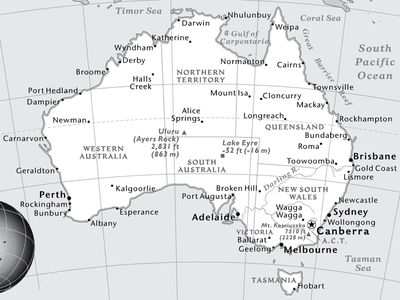 Timor Sea
Coral Sea
Nhulunbuy
Darwin
Weipa
Katherine
Gulf of
Carpentaria
Great
Barrier
Reef
South
Pacific
Ocean
Wyndham
Derby
Normanton
Cairns
Broome
Halls
Creek
NORTHERN
TERRITORY
Townsville
Port Hedland
Dampier
Mount Isa
Cloncurry
Mackay
Newman
Alice
Springs
Longreach
Rockhampton
Carnarvon
Uluru
(Ayers Rock)
2,831 ft
(863 m)
QUEENSLAND
Bundaberg
WESTERN
AUSTRALIA
Lake Eyre
-52 ft (-16 m)
Roma
Geraldton
SOUTH
AUSTRALIA
Toowoomba
Brisbane
Gold Coast
Darling R.
Lismore
Perth
Kalgoorlie
Broken Hill
NEW SOUTH
WALES
Rockingham
Bunbury
Port Augusta
Newcastle
Esperance
Adelaide
Wagga
Wagga
Sydney
Albany
Mt. Kosciuszko
7310 ft
(2228 m)
Wollongong
VICTORIA
Canberra
A.C.T.
Ballarat
Geelong
Melbourne
Tasman
Sea
TASMANIA
Hobart